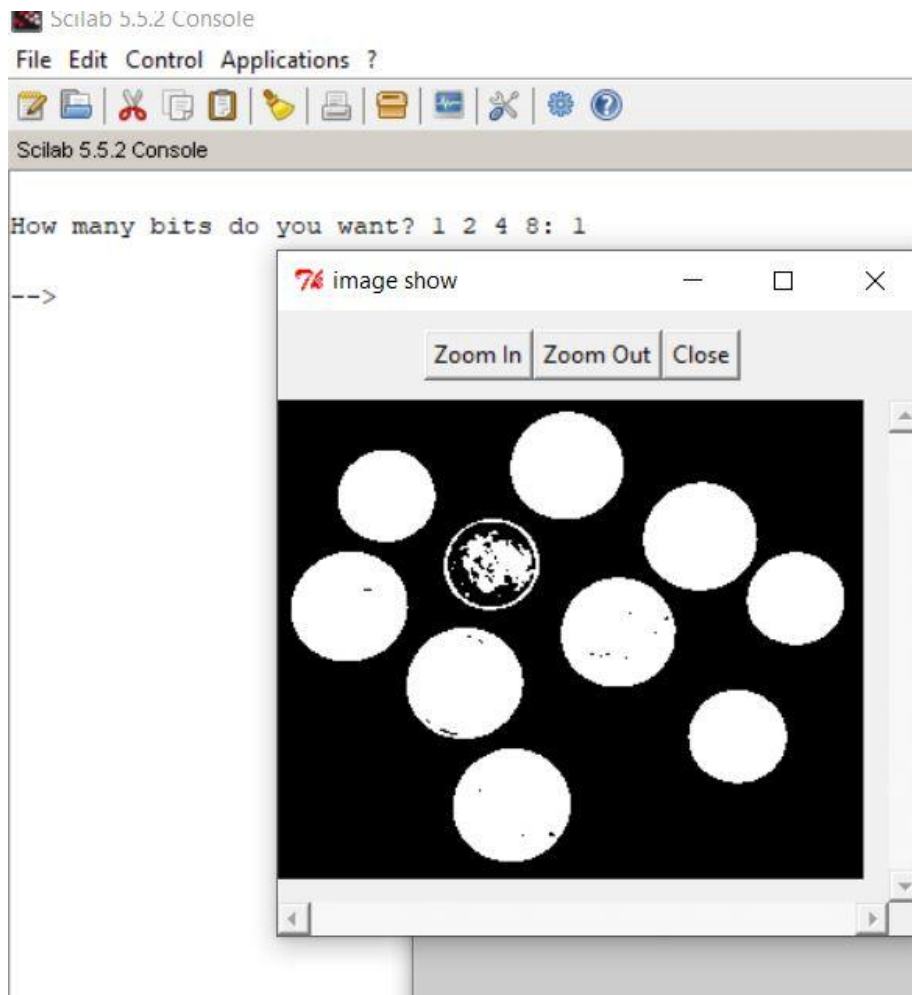 Scilab 5.5.2 Console
File Edit Control Applications ?
Scilab 5.5.2 Console
How many bits do you want? 1 2 4 8: 1
-->
image show
Zoom In Zoom Out Close